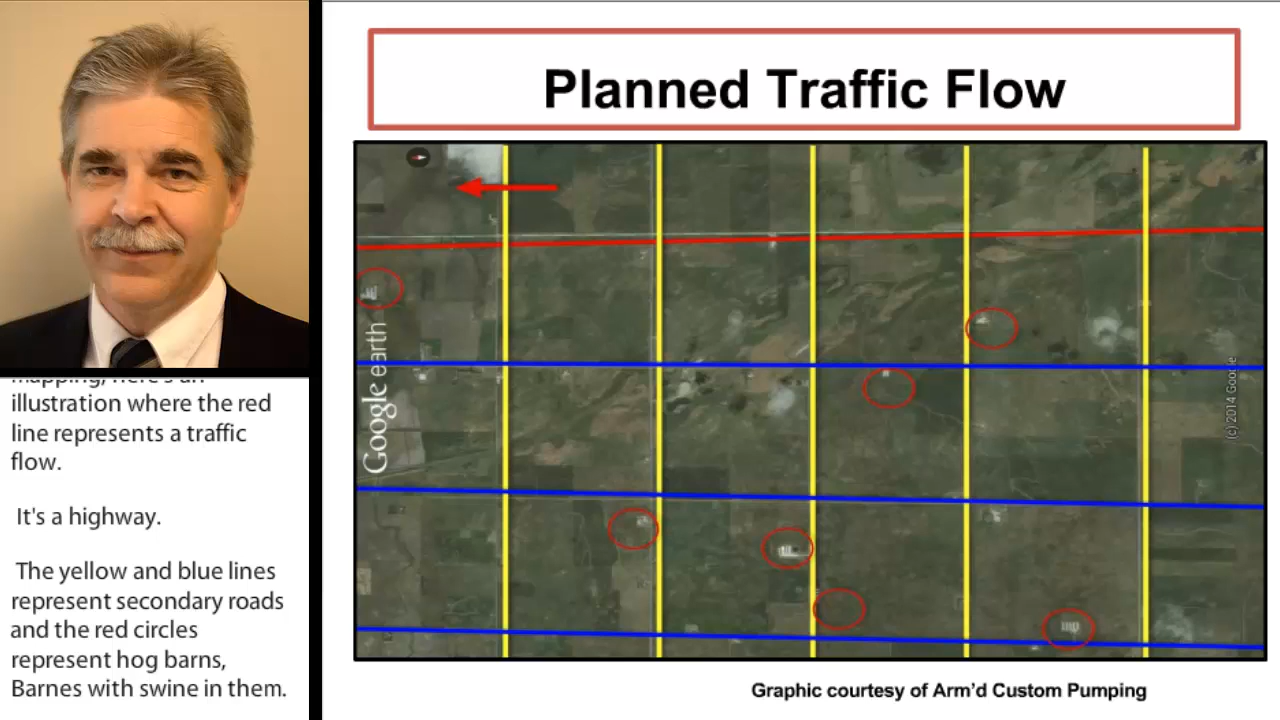 Planned Traffic Flow
illustration where the red
line represents a traffic
flow.
It's a highway.
The yellow and blue lines
represent secondary roads
and the red circles
represent hog barns,
Barnes with swine in them.
Google earth
(c) 2014 Google
Graphic courtesy of Arm'd Custom Pumping